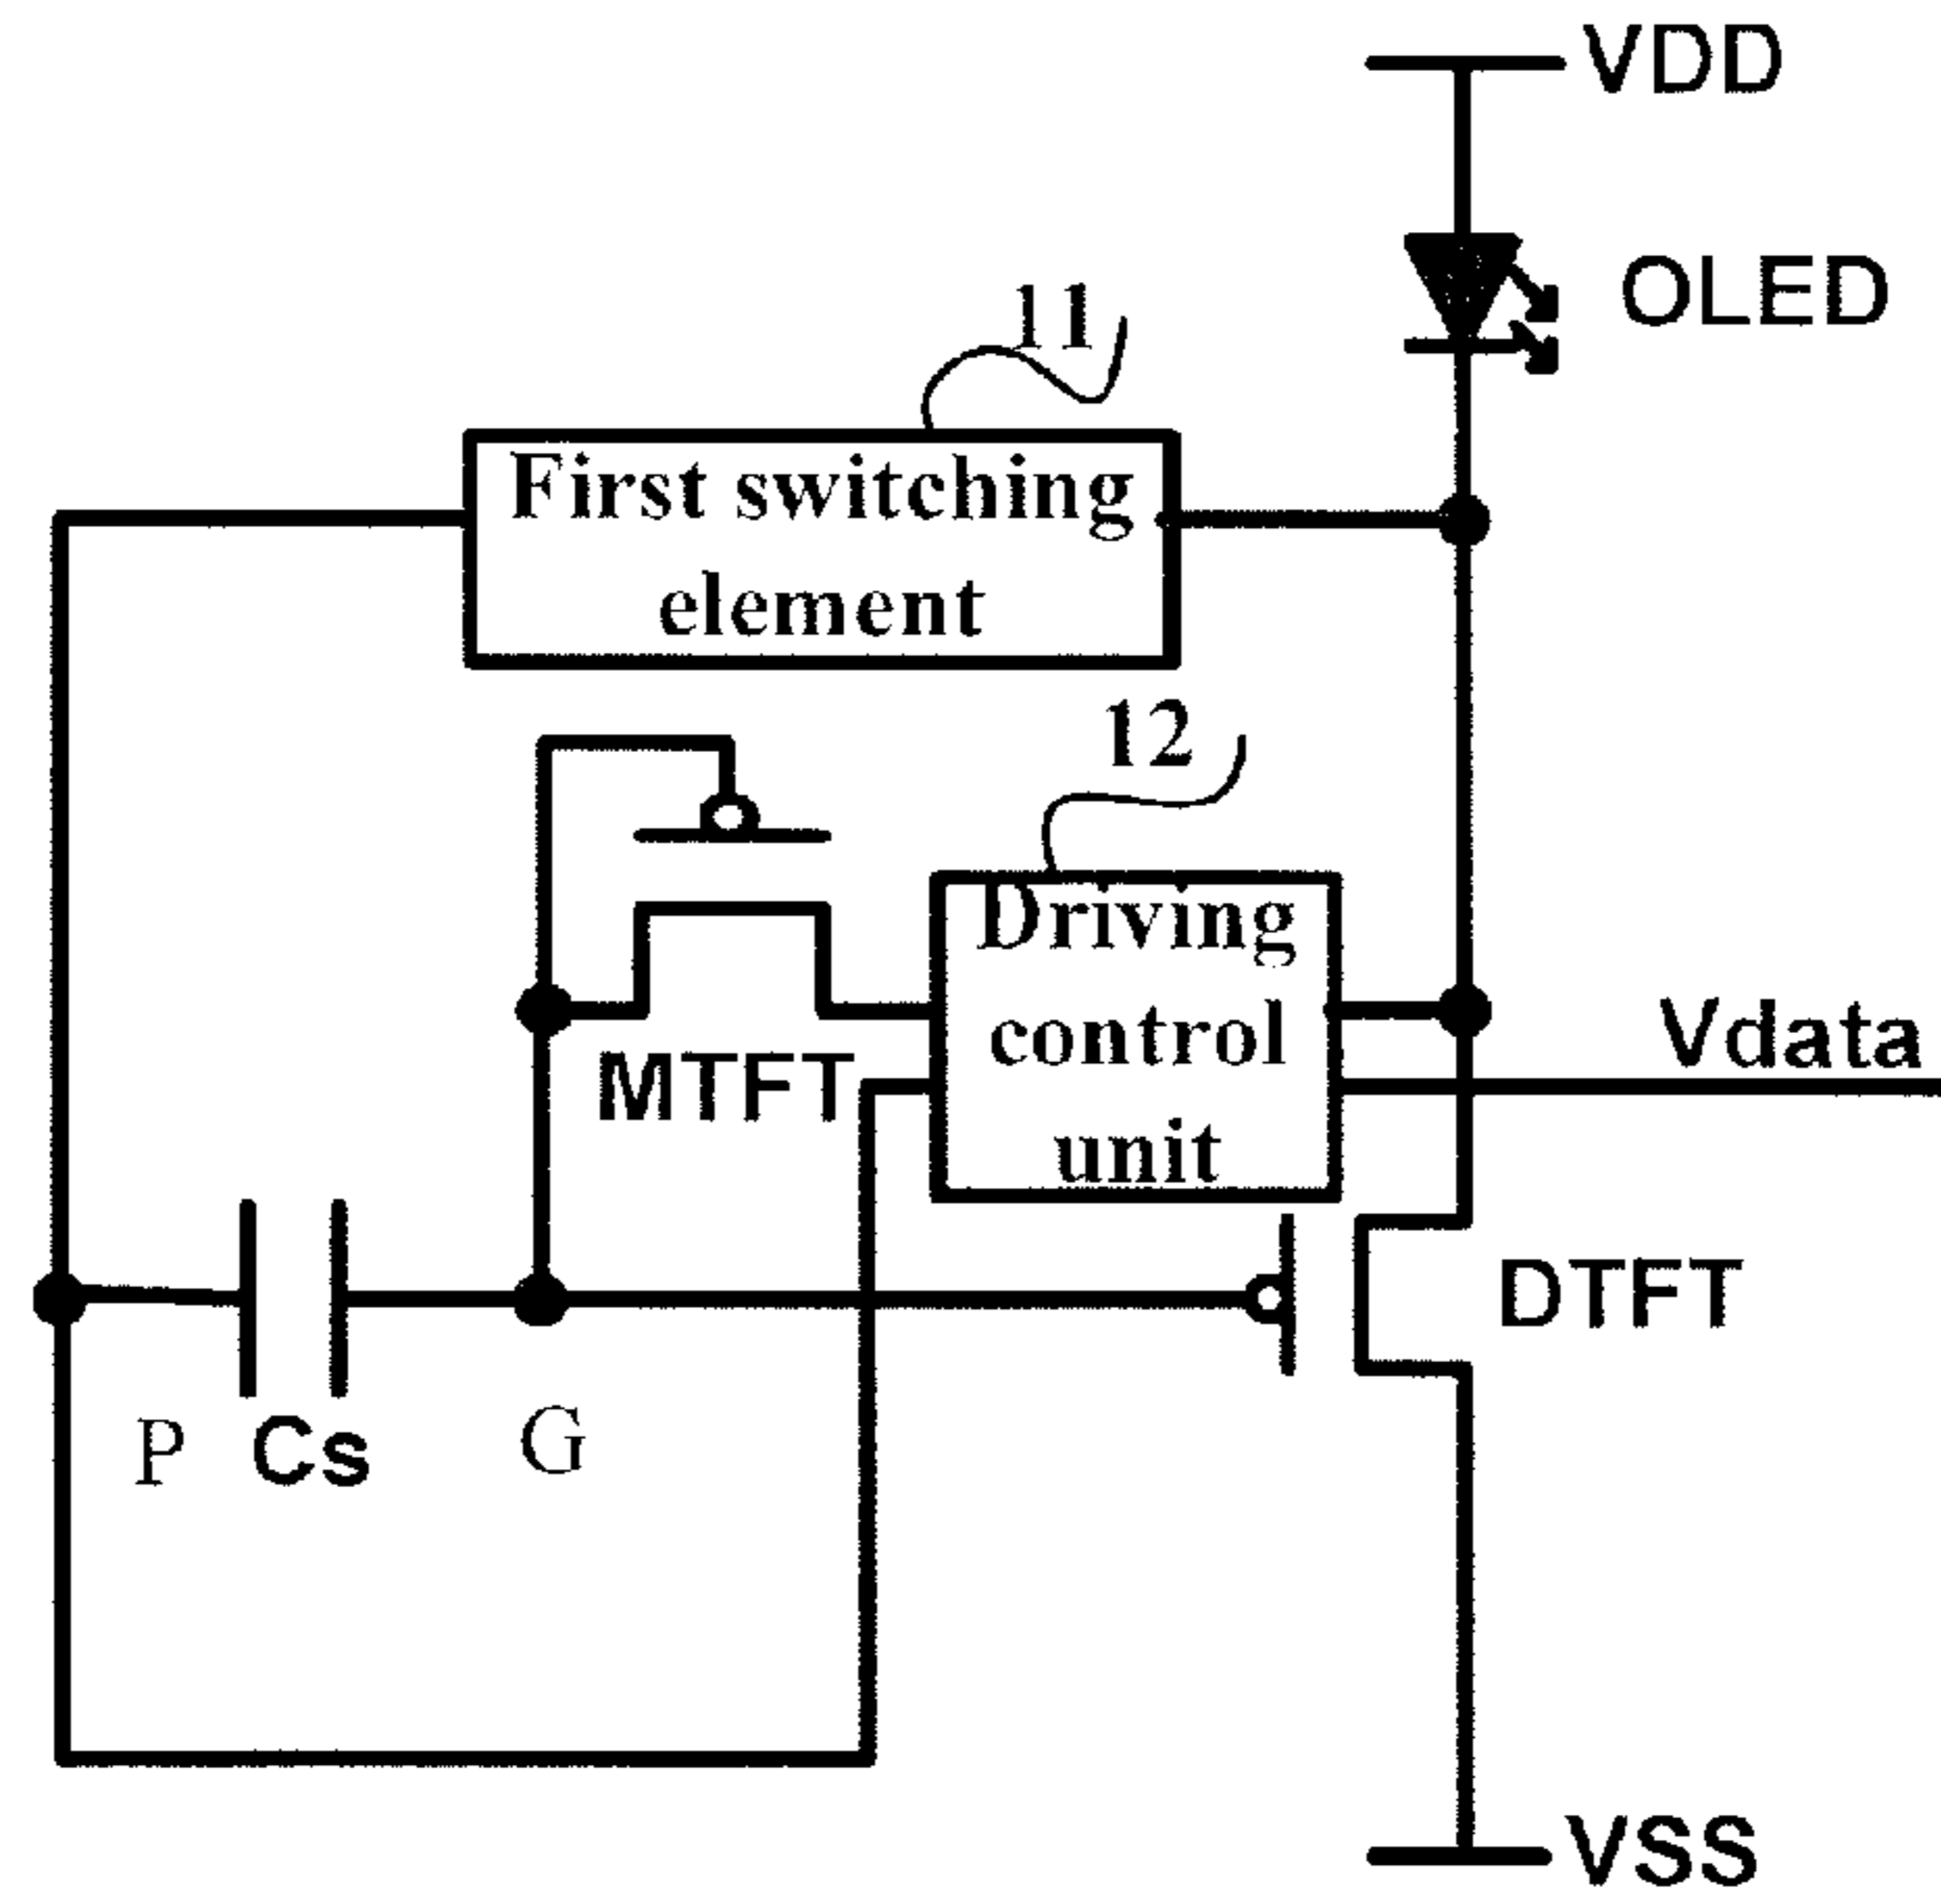 VDD
OLED
11
First switching
element
12
Driving
control
unit
Vdata
MTFT
DTFT
P
Cs
G
VSS